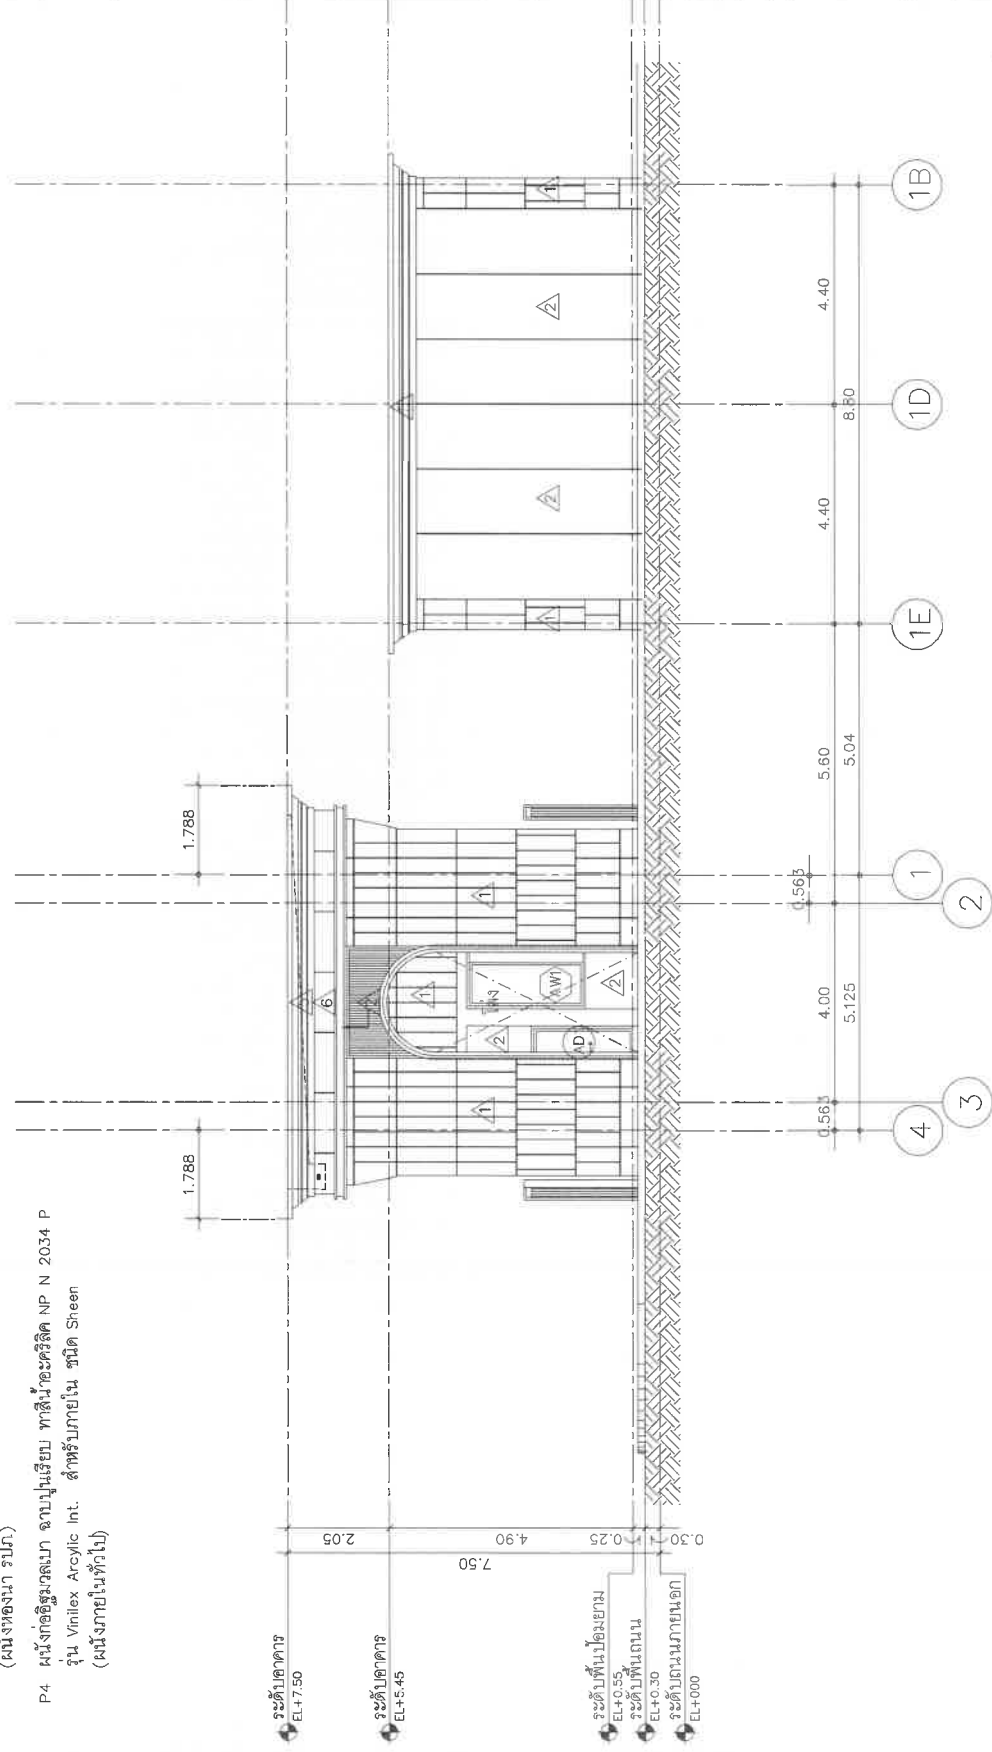 (ผนังห้องน้ำ รปภ)
P4 ผนังก่ออิฐมวลเบา ฉาบปูนเรียบ ทาสีน้ำอะคริลิค NP N 2034 P
รุ่น Vinilex Arcylic Int. สำหรับภายใน ชนิด Sheen
(ผนังภายในทั่วไป)
ระดับอาคาร
EL+7.50
ระดับอาคาร
EL+5.45
ระดับพื้นป้อมยาม
EL+0.55
ระดับพื้นถนน
EL+0.30
ระดับถนนภายนอก
EL+000
2.05
4.90
0.25
0.30
7.50
1.788
1.788
6
1
1
1
2
2
AW1
AD1
1
2
2
1
0.563
4.00
0.563
5.60
4.40
4.40
5.125
5.04
8.80
4
3
2
1
1E
1D
1B